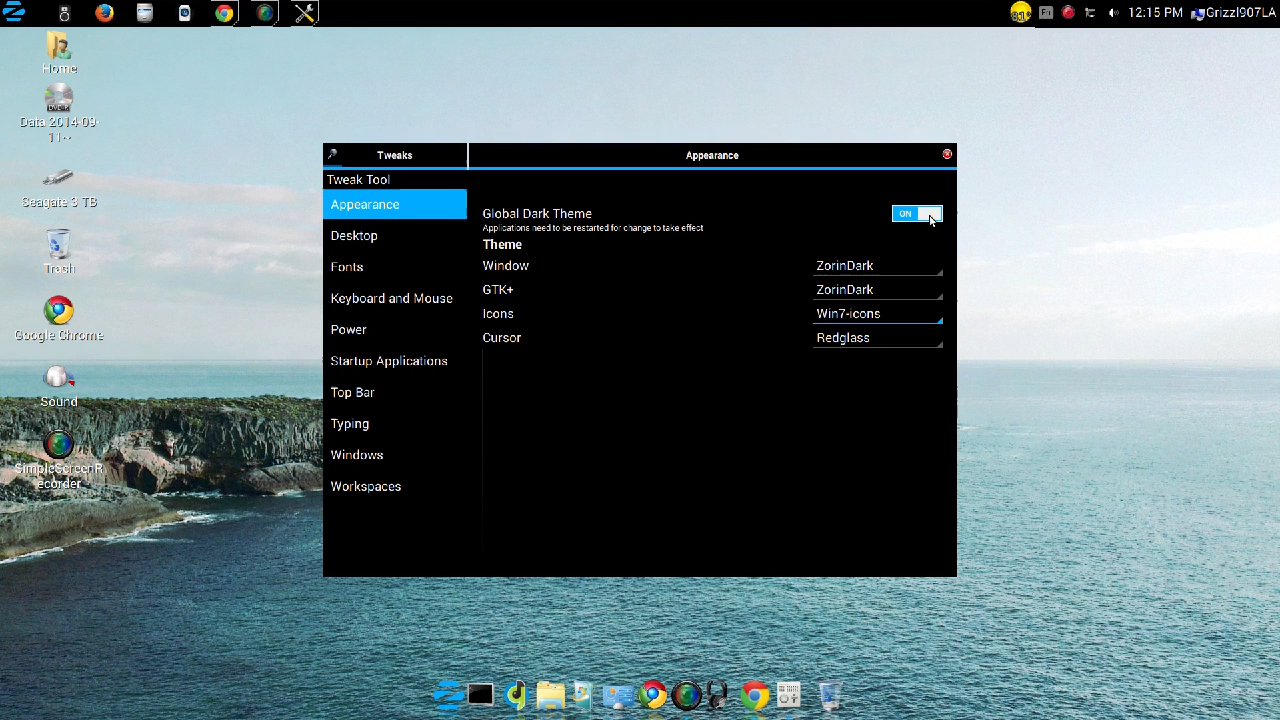 En
12:15 PM
Grizzl907LA
Home
Data 2014-09-
11--
Seagate 3 TB
Trash
Google Chrome
Sound
SimpleScreenR
ecorder
Tweaks
Appearance
Tweak Tool
Appearance
Desktop
Fonts
Keyboard and Mouse
Power
Startup Applications
Top Bar
Typing
Windows
Workspaces
Global Dark Theme
ON
Applications need to be restarted for change to take effect
Theme
Window
ZorinDark
GTK+
ZorinDark
Icons
Win7-icons
Cursor
Redglass